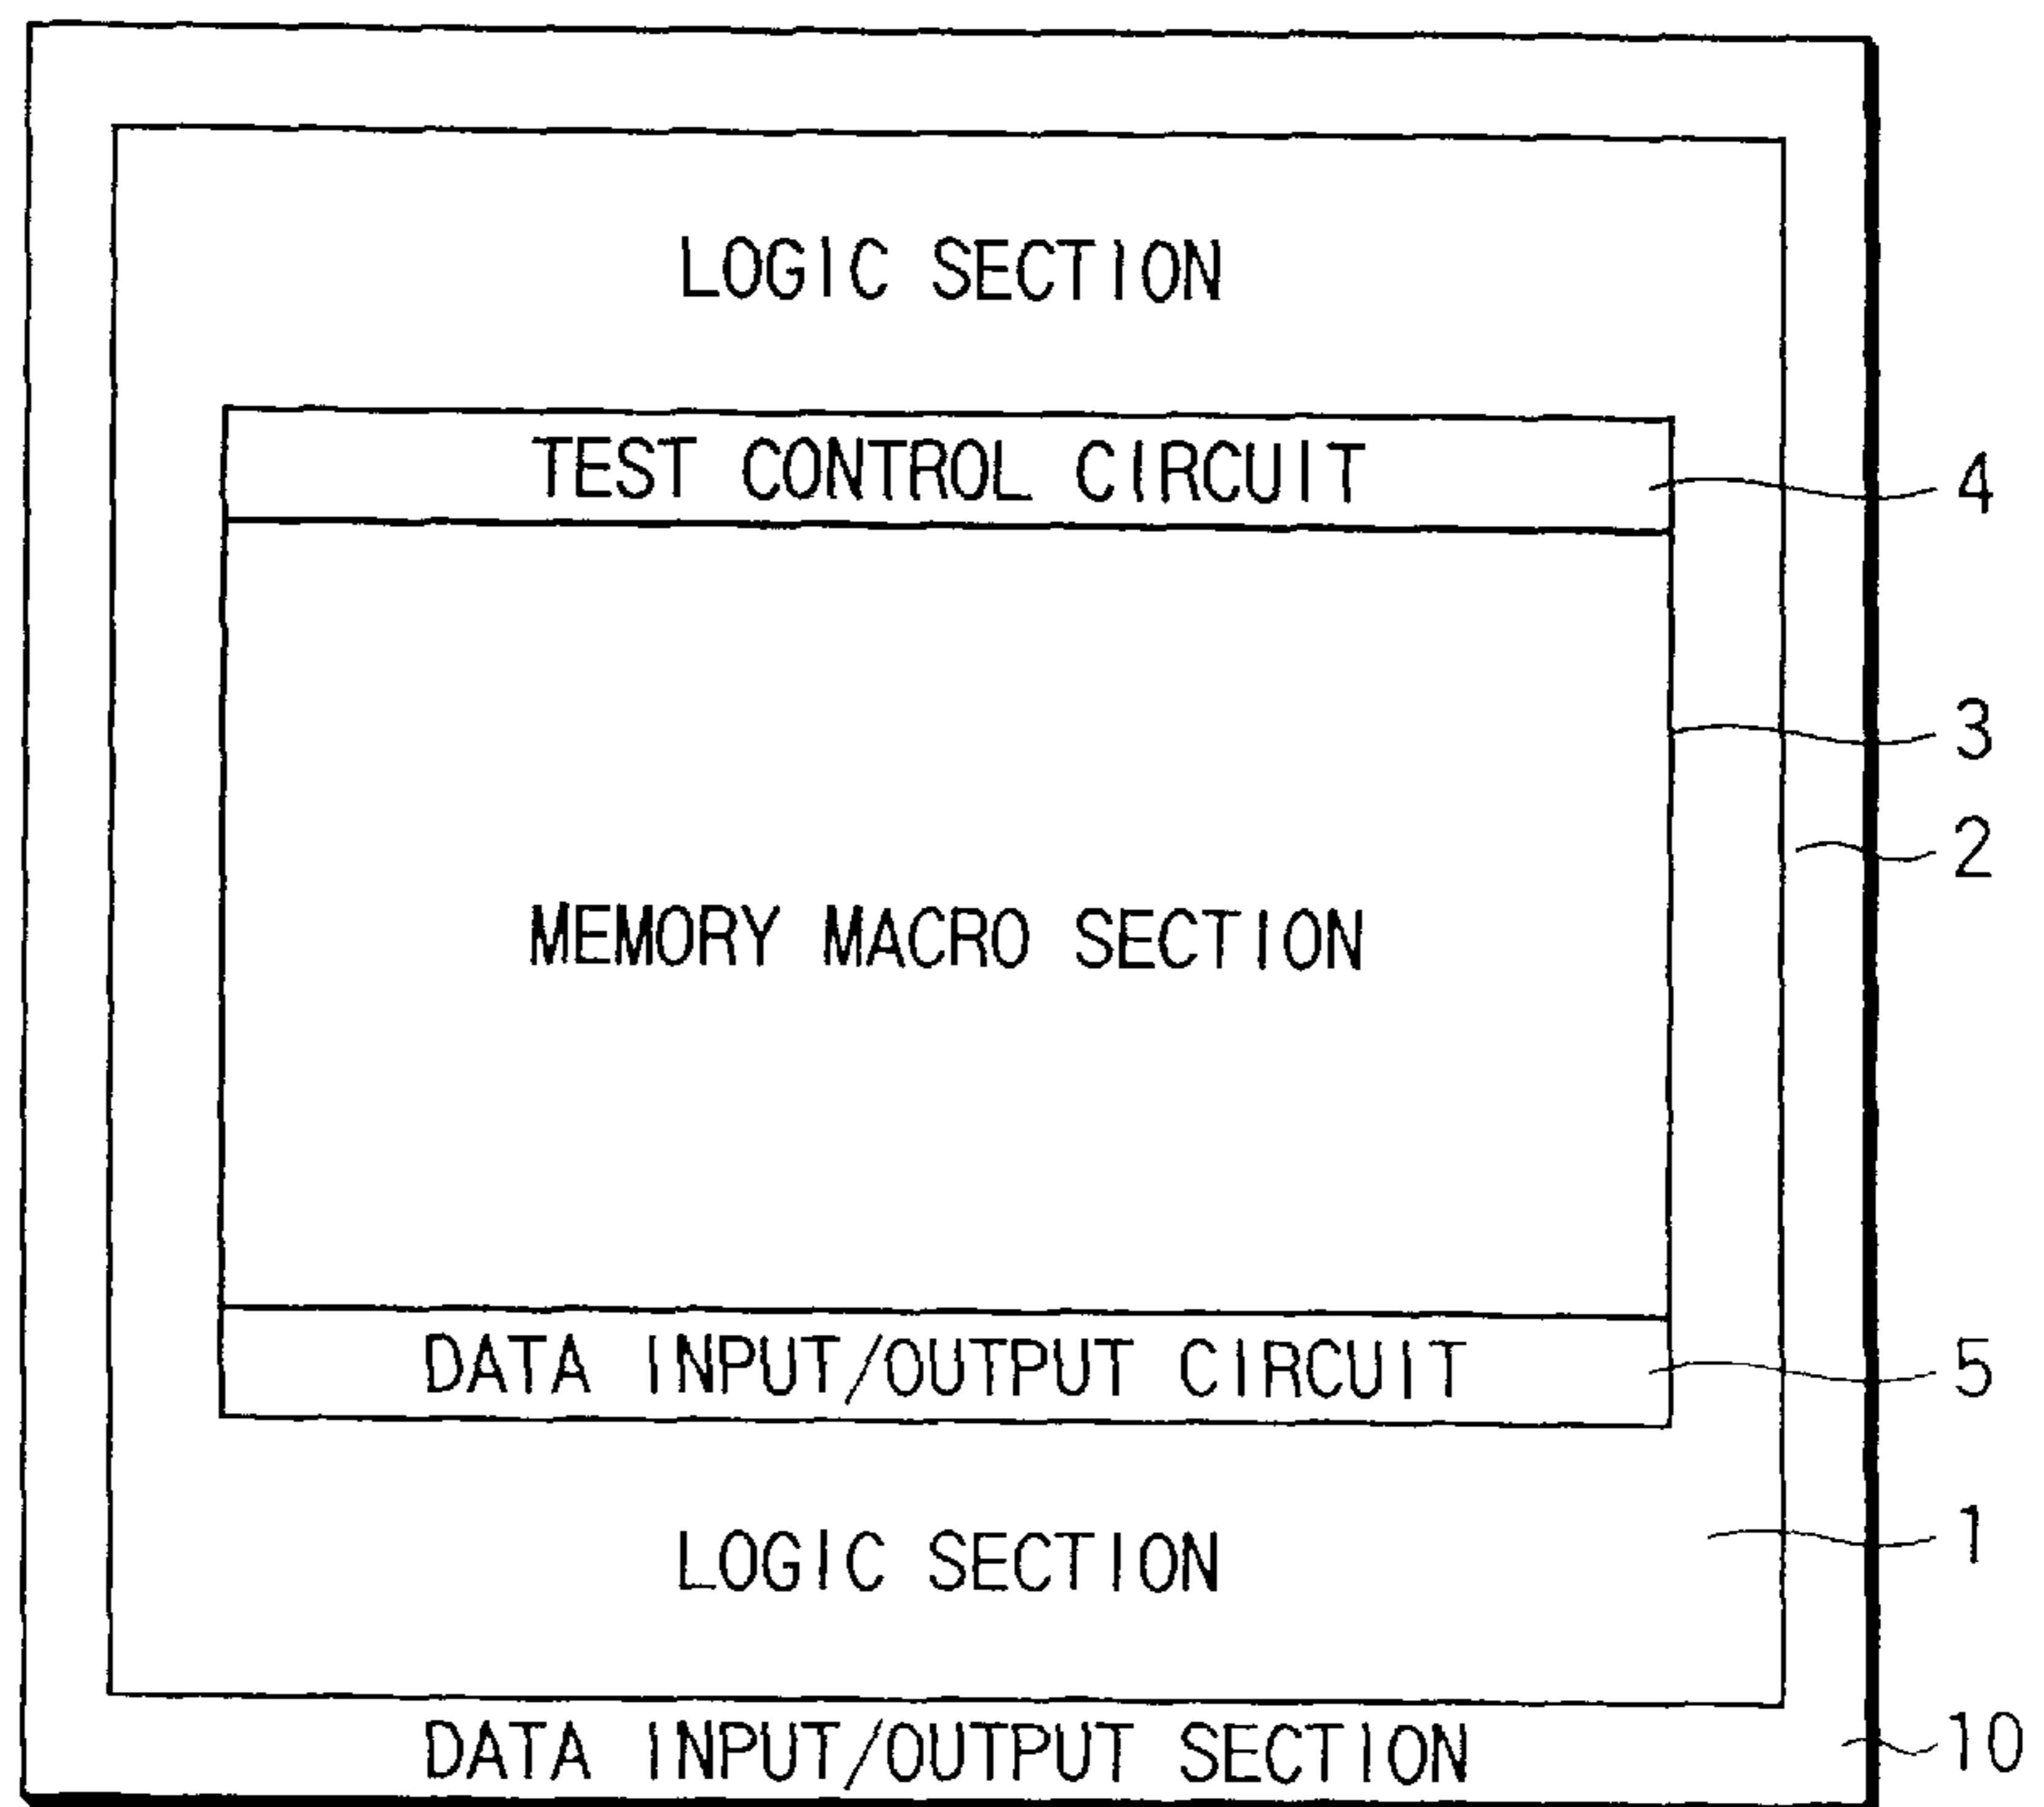 LOGIC SECTION
TEST CONTROL CIRCUIT
4
3
2
MEMORY MACRO SECTION
DATA INPUT/OUTPUT CIRCUIT
5
LOGIC SECTION
1
DATA INPUT/OUTPUT SECTION
10